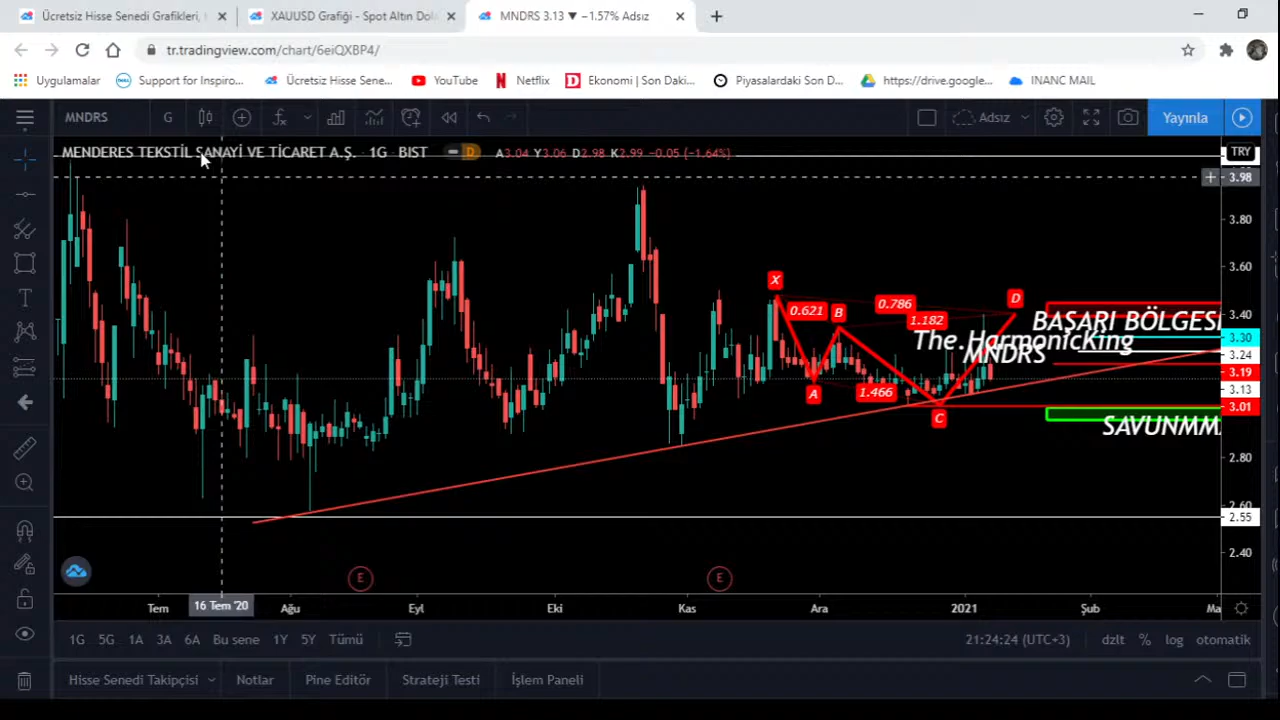 Ücretsiz Hisse Senedi Grafikleri,
XAUUSD Grafiği - Spot Altın Dol
MNDRS 3.13 ▼ −1.57% Adsız
tr.tradingview.com/chart/6eiQXBP4/
Uygulamalar
Support for Inspiro...
Ücretsiz Hisse Sene...
YouTube
Netflix
Ekonomi | Son Daki...
Piyasalardaki Son D...
https://drive.google...
INANC MAIL
MNDRS
G
Adsız
Yayınla
MENDERES TEKSTİL SANAYİ VE TİCARET A.Ş. · 1G · BIST
D
A3.04 Y3.06 D2.98 K2.99 −0.05 (−1.64%)
TRY
3.98
3.80
3.60
X
D
0.621
B
0.786
1.182
3.40
BAŞARI BÖLGESİ
The.HarmonicKing
3.30
MNDRS
3.24
3.19
A
1.466
3.13
C
3.01
SAVUNMMA
2.80
2.60
2.55
2.40
E
E
Tem
16 Tem '20
Ağu
Eyl
Eki
Kas
Ara
2021
Şub
Ma
1G
5G
1A
3A
6A
Bu sene
1Y
5Y
Tümü
21:24:24 (UTC+3)
dzlt
%
log
otomatik
Hisse Senedi Takipçisi
Notlar
Pine Editör
Strateji Testi
İşlem Paneli